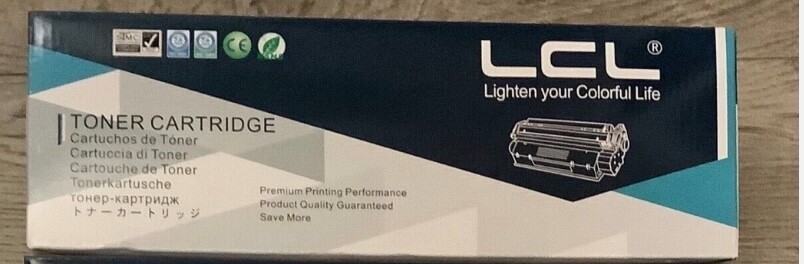 LCL®
Lighten your Colorful Life
TONER CARTRIDGE
Cartuchos de Tóner
Cartuccia di Toner
Cartouche de Toner
Tonerkartusche
тонер-картридж
トナーカートリッジ
Premium Printing Performance
Product Quality Guaranteed
Save More